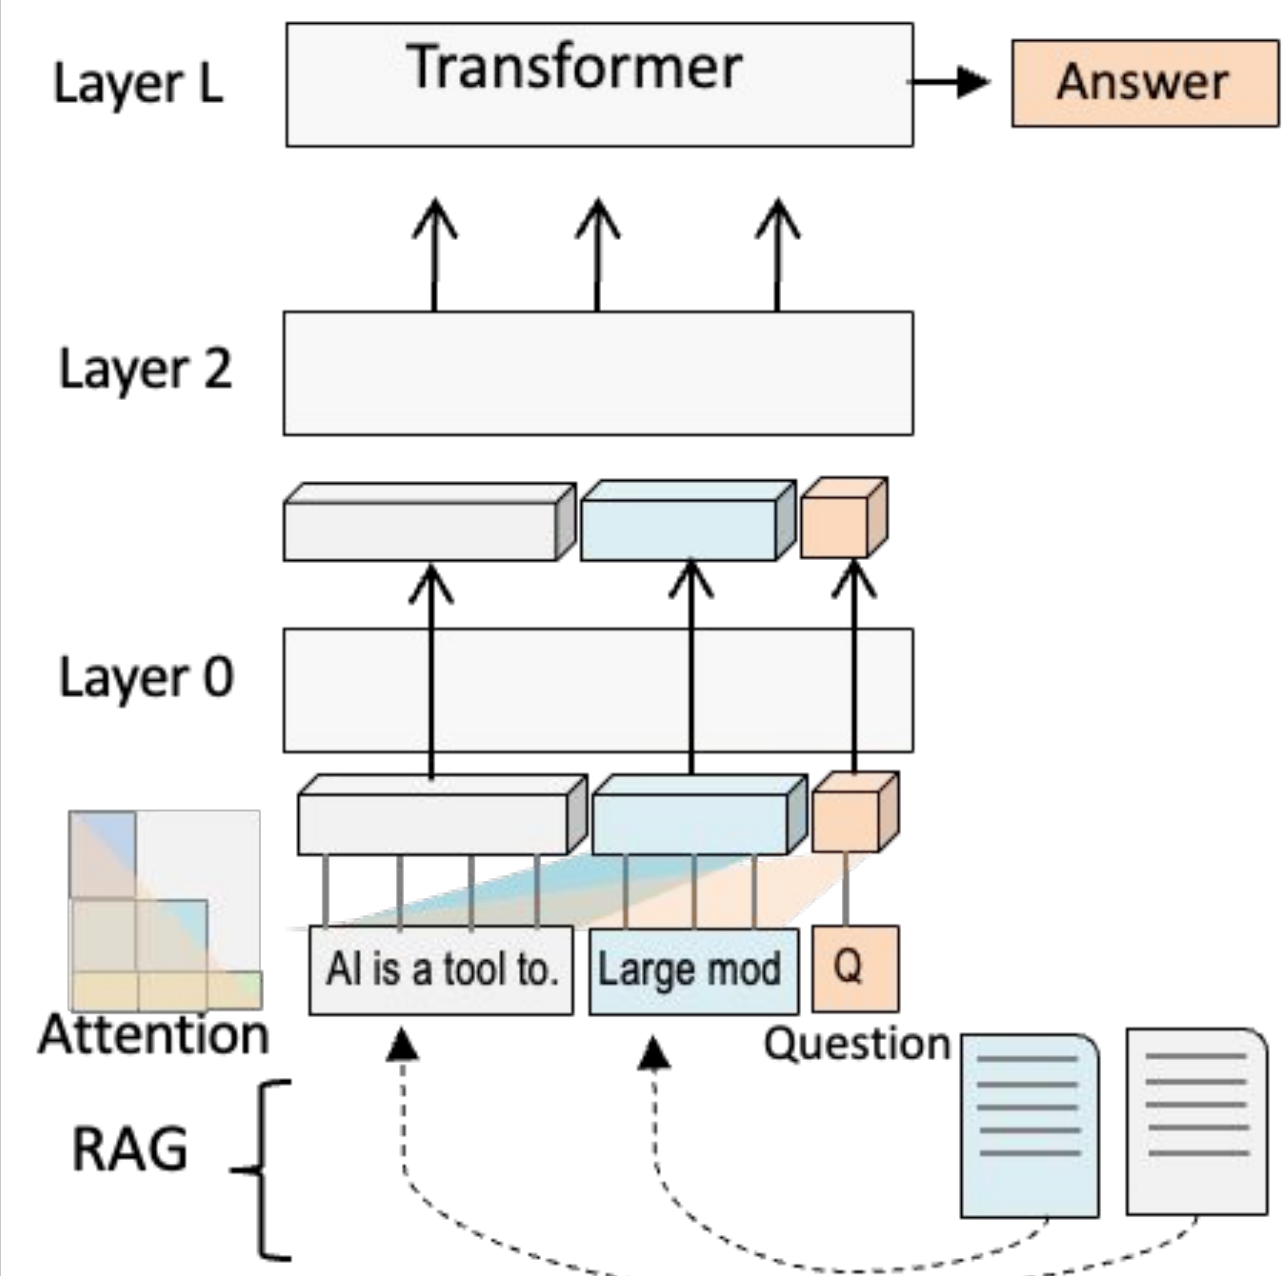 Layer L
Transformer
Answer
Layer 2
Layer 0
AI is a tool to.
Large mod
Q
Attention
Question
RAG